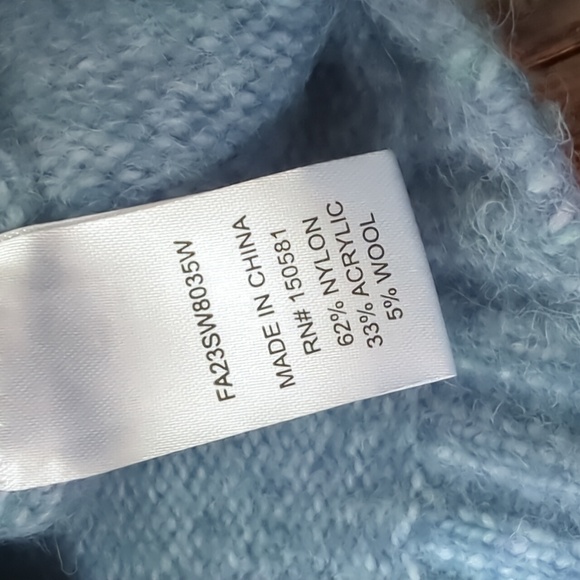 FA23SW8035W
MADE IN CHINA
RN# 150581
62% NYLON
33% ACRYLIC
5% WOOL